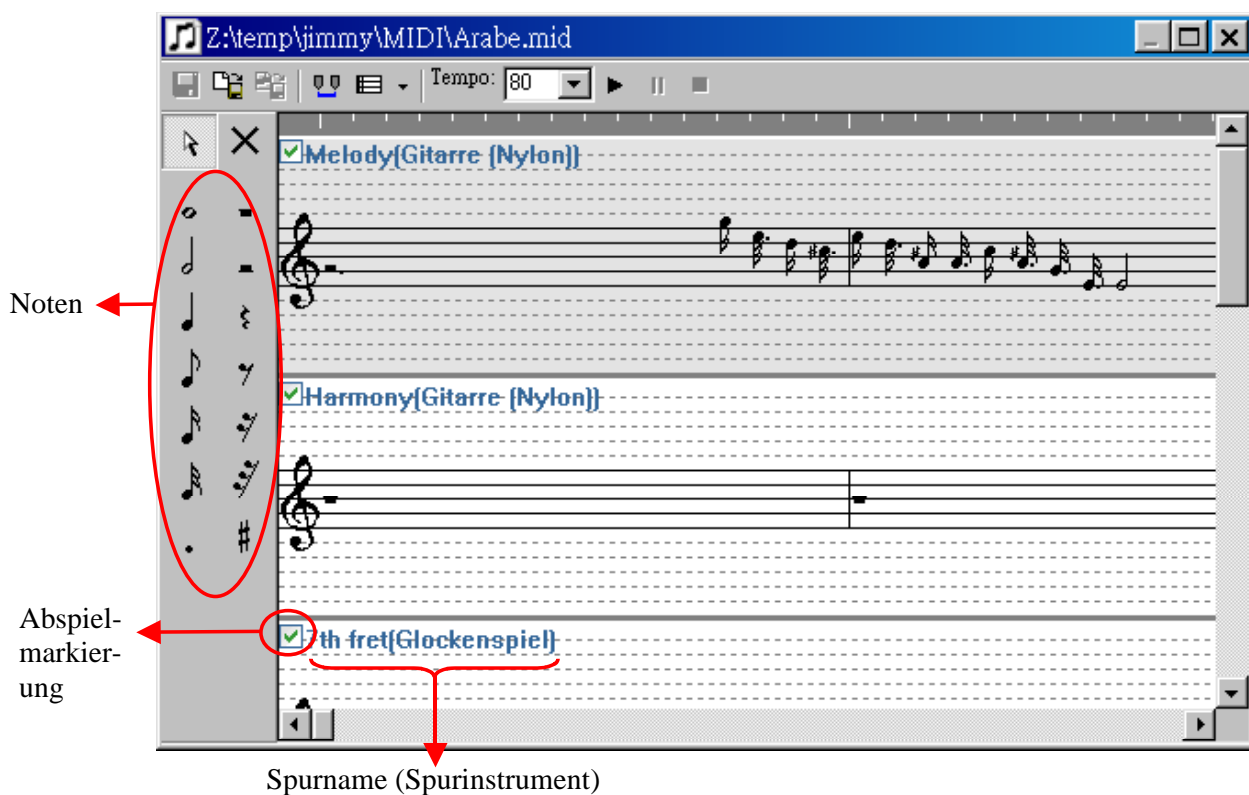 Z:\temp\jimmy\MIDI\Arabe.mid
Tempo: 80
Melody(Gitarre (Nylon))
Noten
Harmony(Gitarre (Nylon))
Abspiel-
markier-
ung
7th fret(Glockenspiel)
Spurname (Spurinstrument)